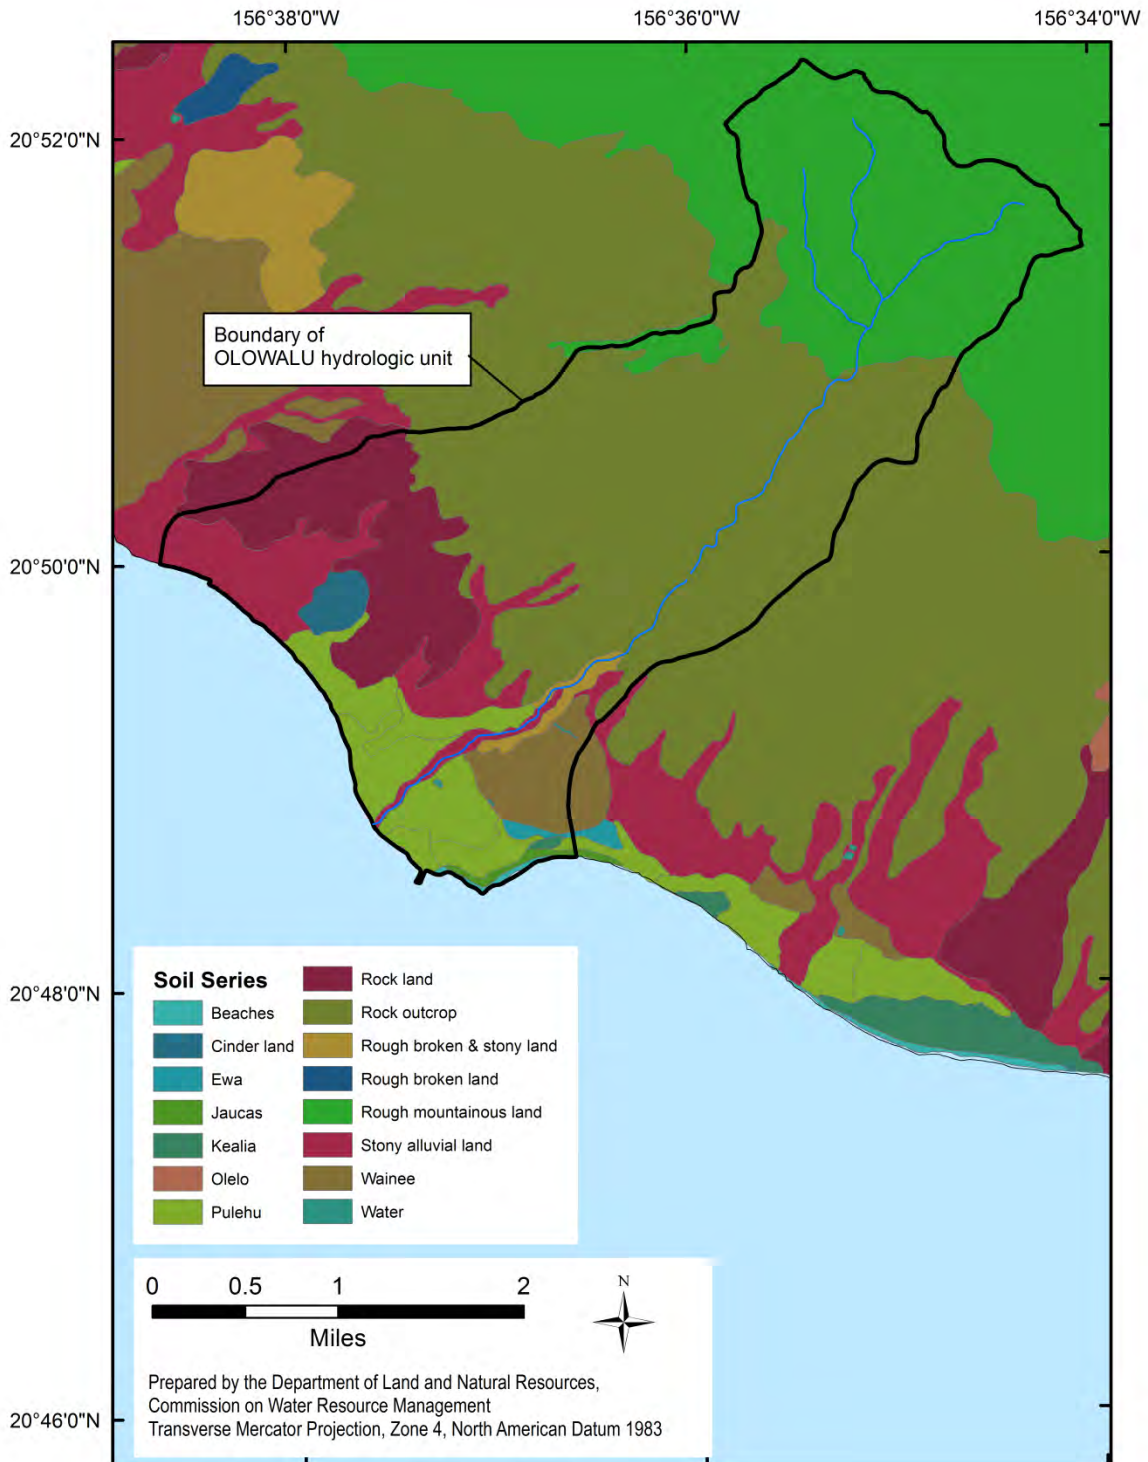 156°38'0"W
156°36'0"W
156°34'0"W
20°52'0"N
Boundary of
OLOWALU hydrologic unit
20°50'0"N
20°48'0"N
Soil Series
Beaches
Cinder land
Ewa
Jaucas
Kealia
Olelo
Pulehu
Rock land
Rock outcrop
Rough broken & stony land
Rough broken land
Rough mountainous land
Stony alluvial land
Wainee
Water
0 0.5 1 2
Miles
N
Prepared by the Department of Land and Natural Resources,
Commission on Water Resource Management
Transverse Mercator Projection, Zone 4, North American Datum 1983
20°46'0"N